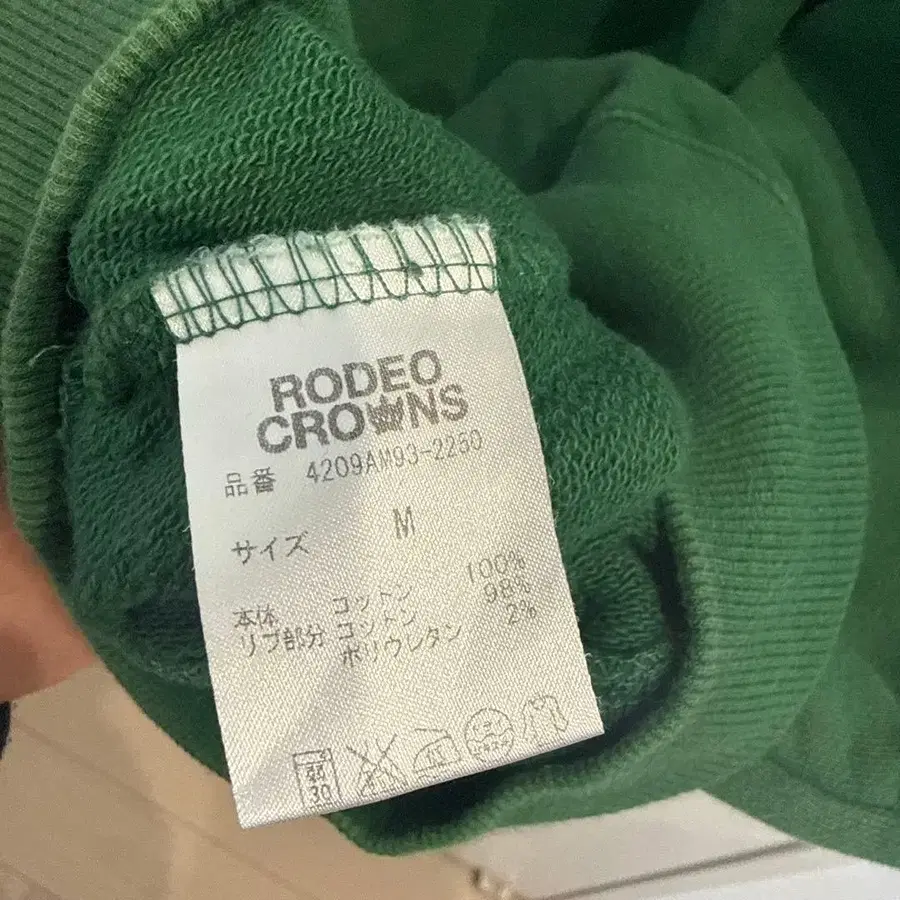 RODEO
CROWNS
品番 4209AM93-2250
サイズ M
本体 コットン 100%
リブ部分 コットン 98%
ポリウレタン 2%
30